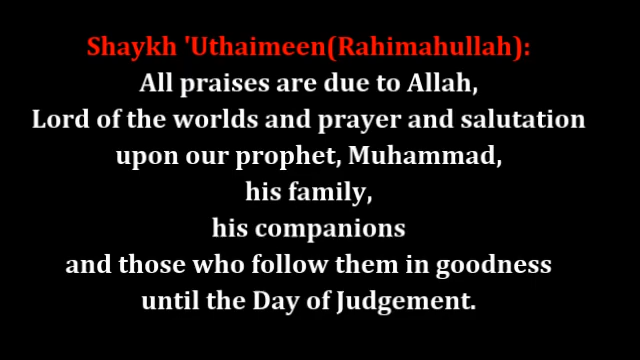 Shaykh 'Uthaimeen(Rahimahullah):
All praises are due to Allah,
Lord of the worlds and prayer and salutation
upon our prophet, Muhammad,
his family,
his companions
and those who follow them in goodness
until the Day of Judgement.